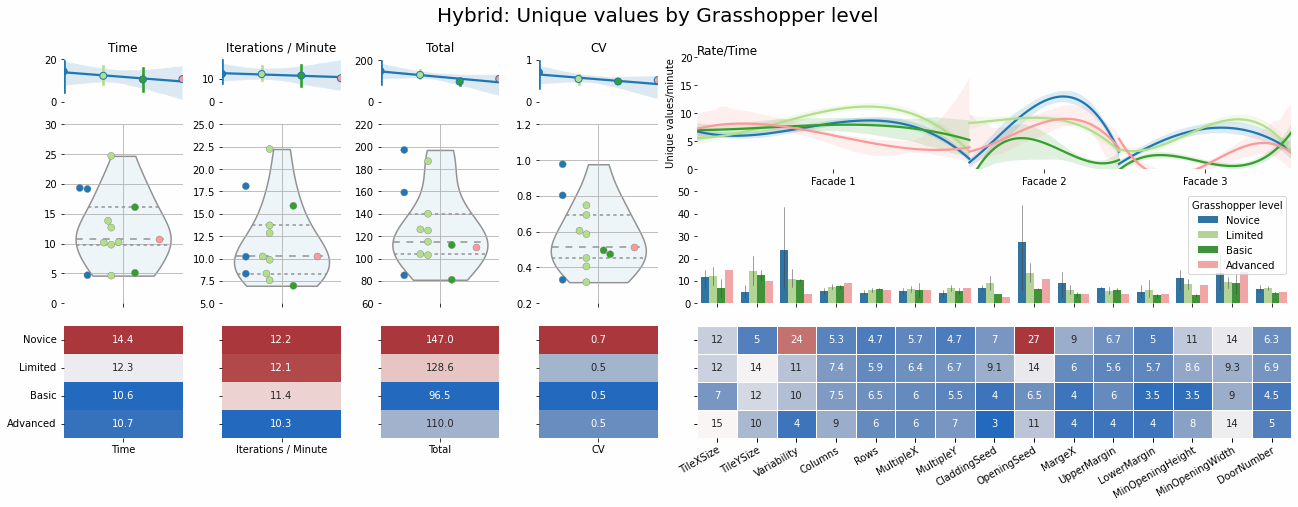 Hybrid: Unique values by Grasshopper level
Time
Iterations / Minute
Total
CV
Rate/Time
20
0
10
0
200
0
1
0
20
15
10
5
0
Unique values/minute
Facade 1
Facade 2
Facade 3
30
25
20
15
10
5
0
25.0
22.5
20.0
17.5
15.0
12.5
10.0
7.5
5.0
220
200
180
160
140
120
100
80
60
1.2
1.0
0.8
0.6
0.4
0.2
50
40
30
20
10
0
Grasshopper level
Novice
Limited
Basic
Advanced
Novice 14.4 12.2 147.0 0.7 12 5 24 5.3 4.7 5.7 4.7 7 27 9 6.7 5 11 14 6.3
Limited 12.3 12.1 128.6 0.5 12 14 11 7.4 5.9 6.4 6.7 9.1 14 6 5.6 5.7 8.6 9.3 6.9
Basic 10.6 11.4 96.5 0.5 7 12 10 7.5 6.5 6 5.5 4 6.5 4 6 3.5 3.5 9 4.5
Advanced 10.7 10.3 110.0 0.5 15 10 4 9 6 6 7 3 11 4 4 4 8 14 5
Time
Iterations / Minute
Total
CV
TileXSize
TileYSize
Variability
Columns
Rows
MultipleX
MultipleY
CladdingSeed
OpeningSeed
MargeX
UpperMargin
LowerMargin
MinOpeningHeight
MinOpeningWidth
DoorNumber